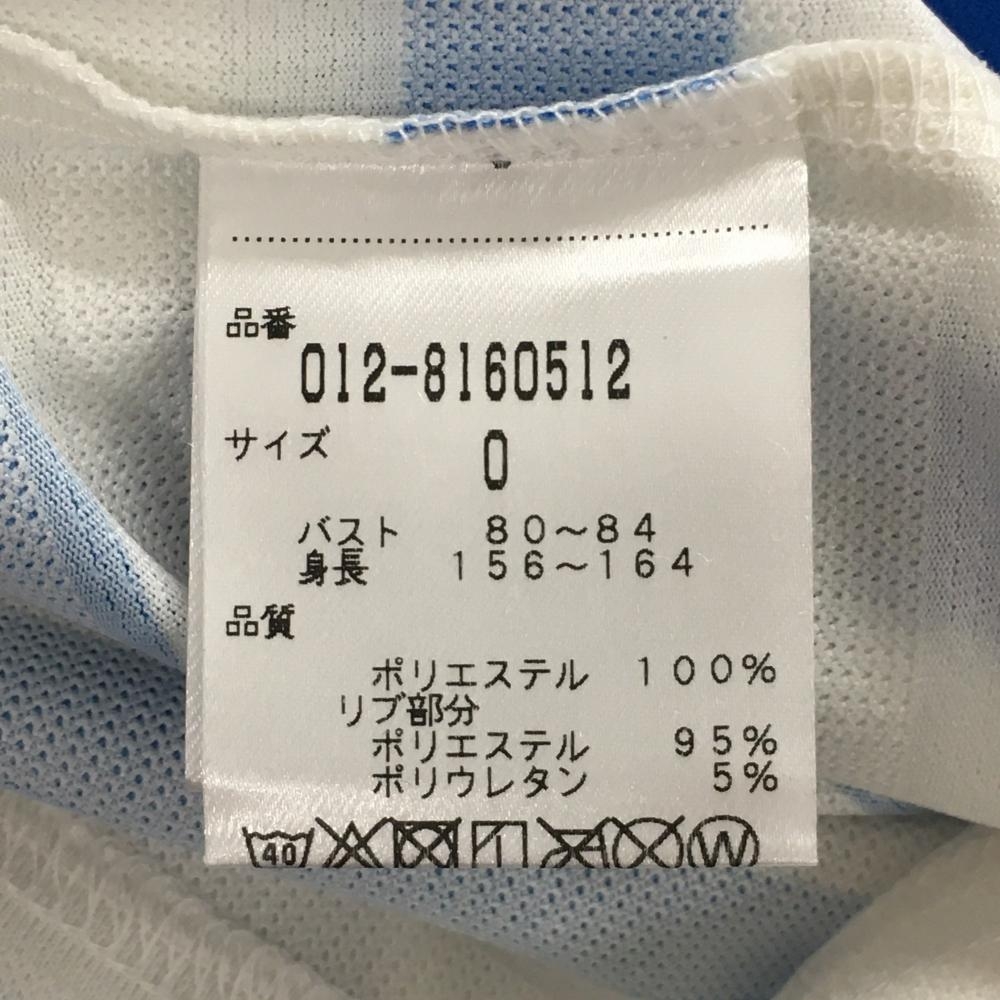 品番
012-8160512
サイズ 0
バスト 80〜84
身長 156〜164
品質
ポリエステル 100%
リブ部分
ポリエステル 95%
ポリウレタン 5%
40 W